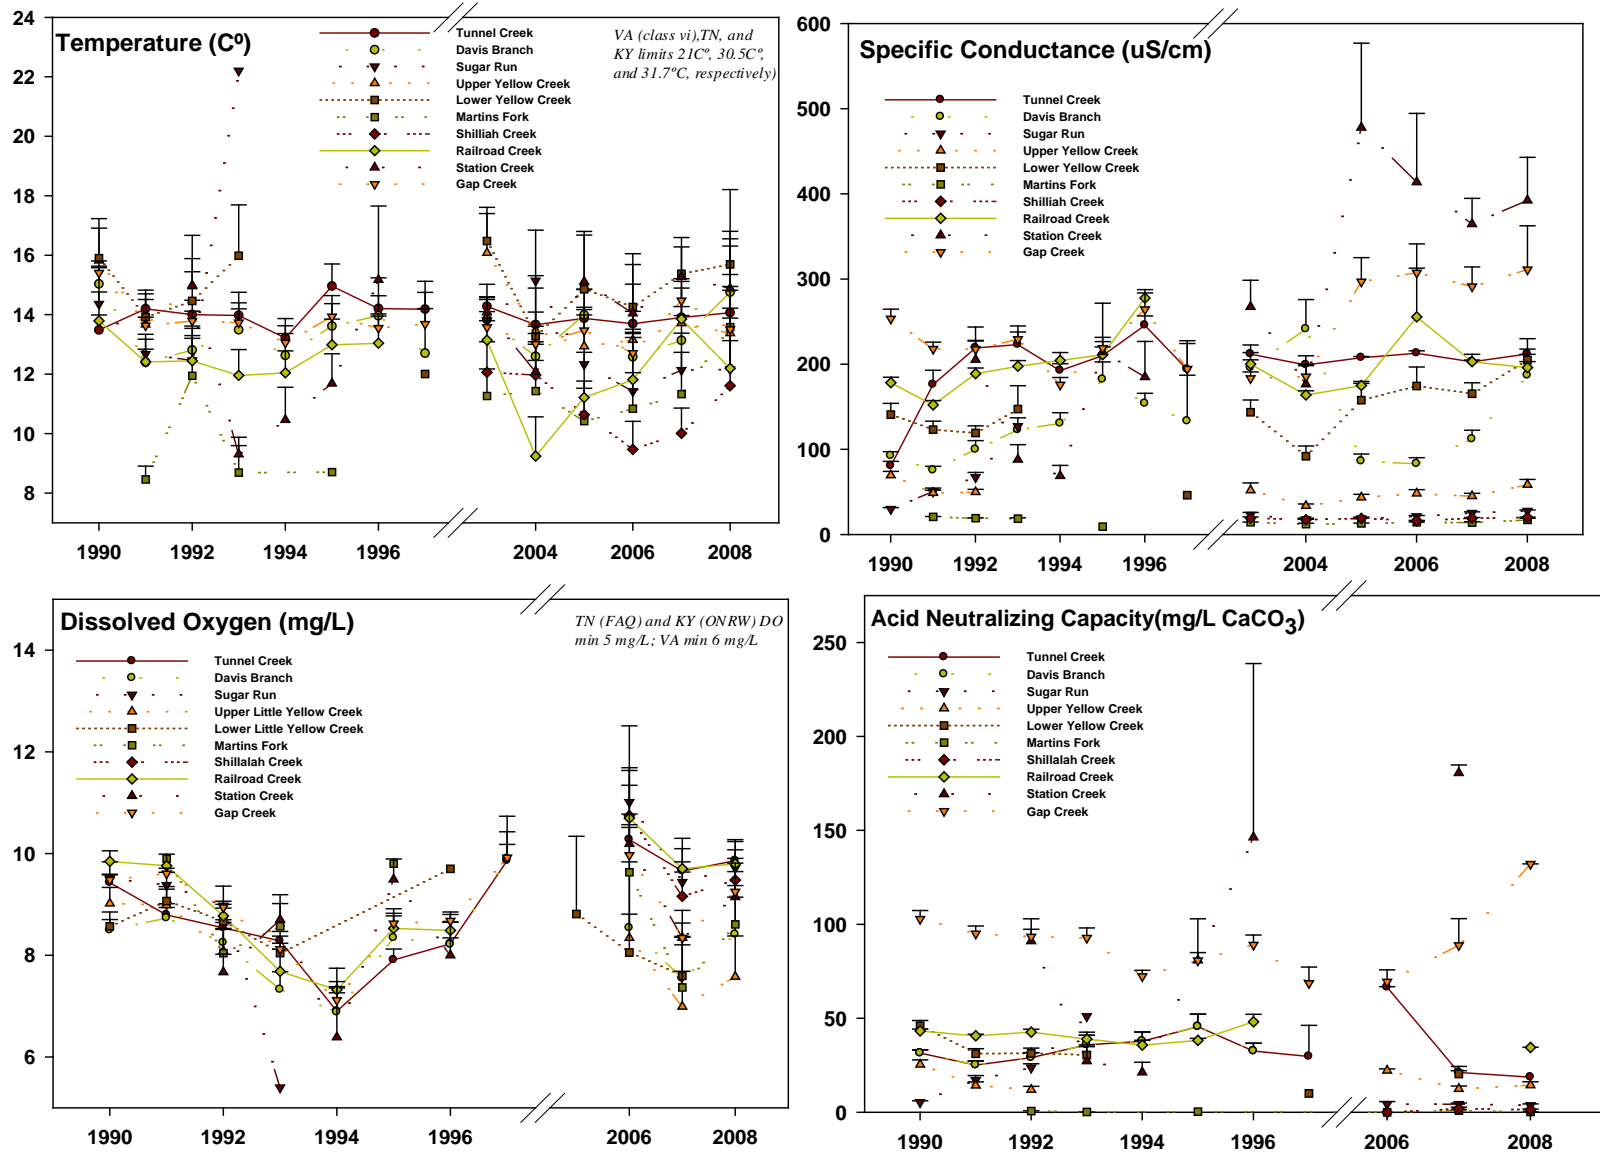 Temperature (Cº)
Tunnel Creek
Davis Branch
Sugar Run
Upper Yellow Creek
Lower Yellow Creek
Martins Fork
Shilliah Creek
Railroad Creek
Station Creek
Gap Creek
VA (class vi),TN, and
KY limits 21Cº, 30.5Cº,
and 31.7ºC, respectively)
24
22
20
18
16
14
12
10
8
1990
1992
1994
1996
2004
2006
2008
Specific Conductance (uS/cm)
Tunnel Creek
Davis Branch
Sugar Run
Upper Yellow Creek
Lower Yellow Creek
Martins Fork
Shilliah Creek
Railroad Creek
Station Creek
Gap Creek
600
500
400
300
200
100
0
1990
1992
1994
1996
2004
2006
2008
Dissolved Oxygen (mg/L)
TN (FAQ) and KY (ONRW) DO
min 5 mg/L; VA min 6 mg/L
Tunnel Creek
Davis Branch
Sugar Run
Upper Little Yellow Creek
Lower Little Yellow Creek
Martins Fork
Shillalah Creek
Railroad Creek
Station Creek
Gap Creek
14
12
10
8
6
1990
1992
1994
1996
2006
2008
Acid Neutralizing Capacity(mg/L CaCO3)
Tunnel Creek
Davis Branch
Sugar Run
Upper Yellow Creek
Lower Yellow Creek
Martins Fork
Shilliah Creek
Railroad Creek
Station Creek
Gap Creek
250
200
150
100
50
0
1990
1992
1994
1996
2006
2008